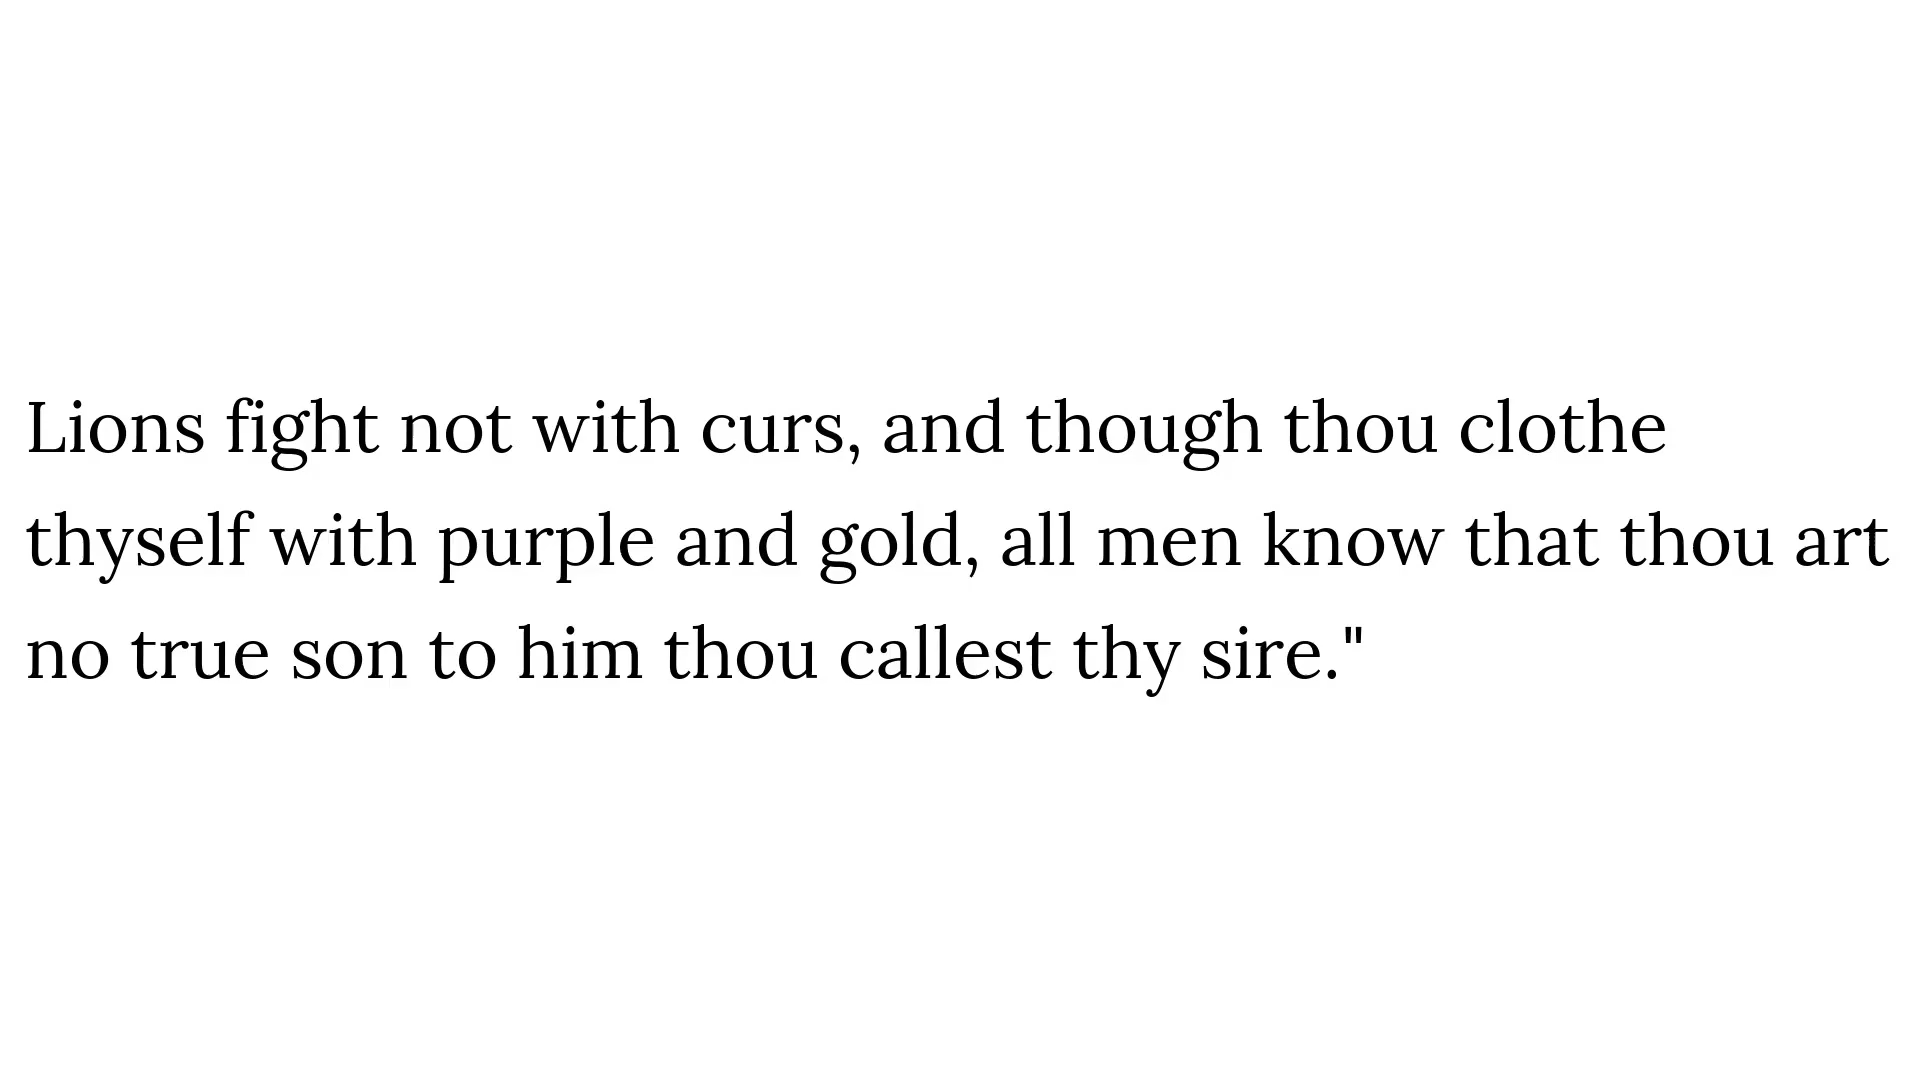 Lions fight not with curs, and though thou clothe
thyself with purple and gold, all men know that thou art
no true son to him thou callest thy sire."